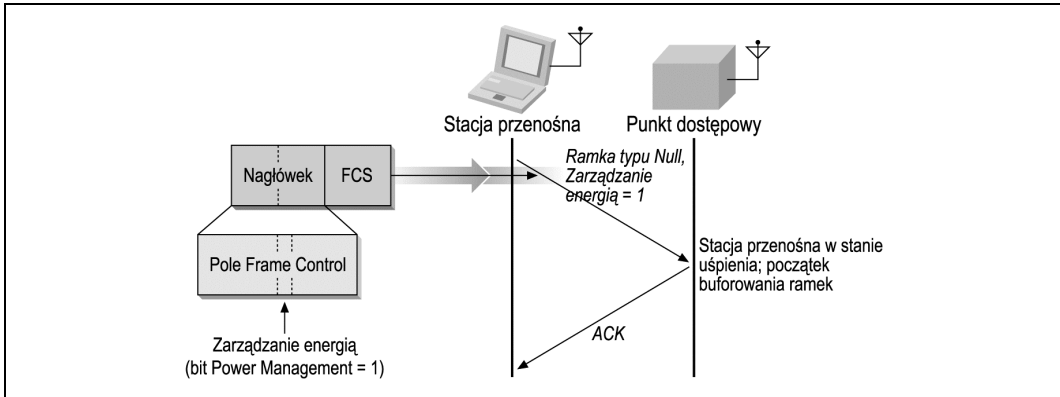 Stacja przenośna
Punkt dostępowy
Nagłówek
FCS
Ramka typu Null,
Zarządzanie
energią = 1
Pole Frame Control
Stacja przenośna w stanie
uśpienia; początek
buforowania ramek
ACK
Zarządzanie energią
(bit Power Management = 1)